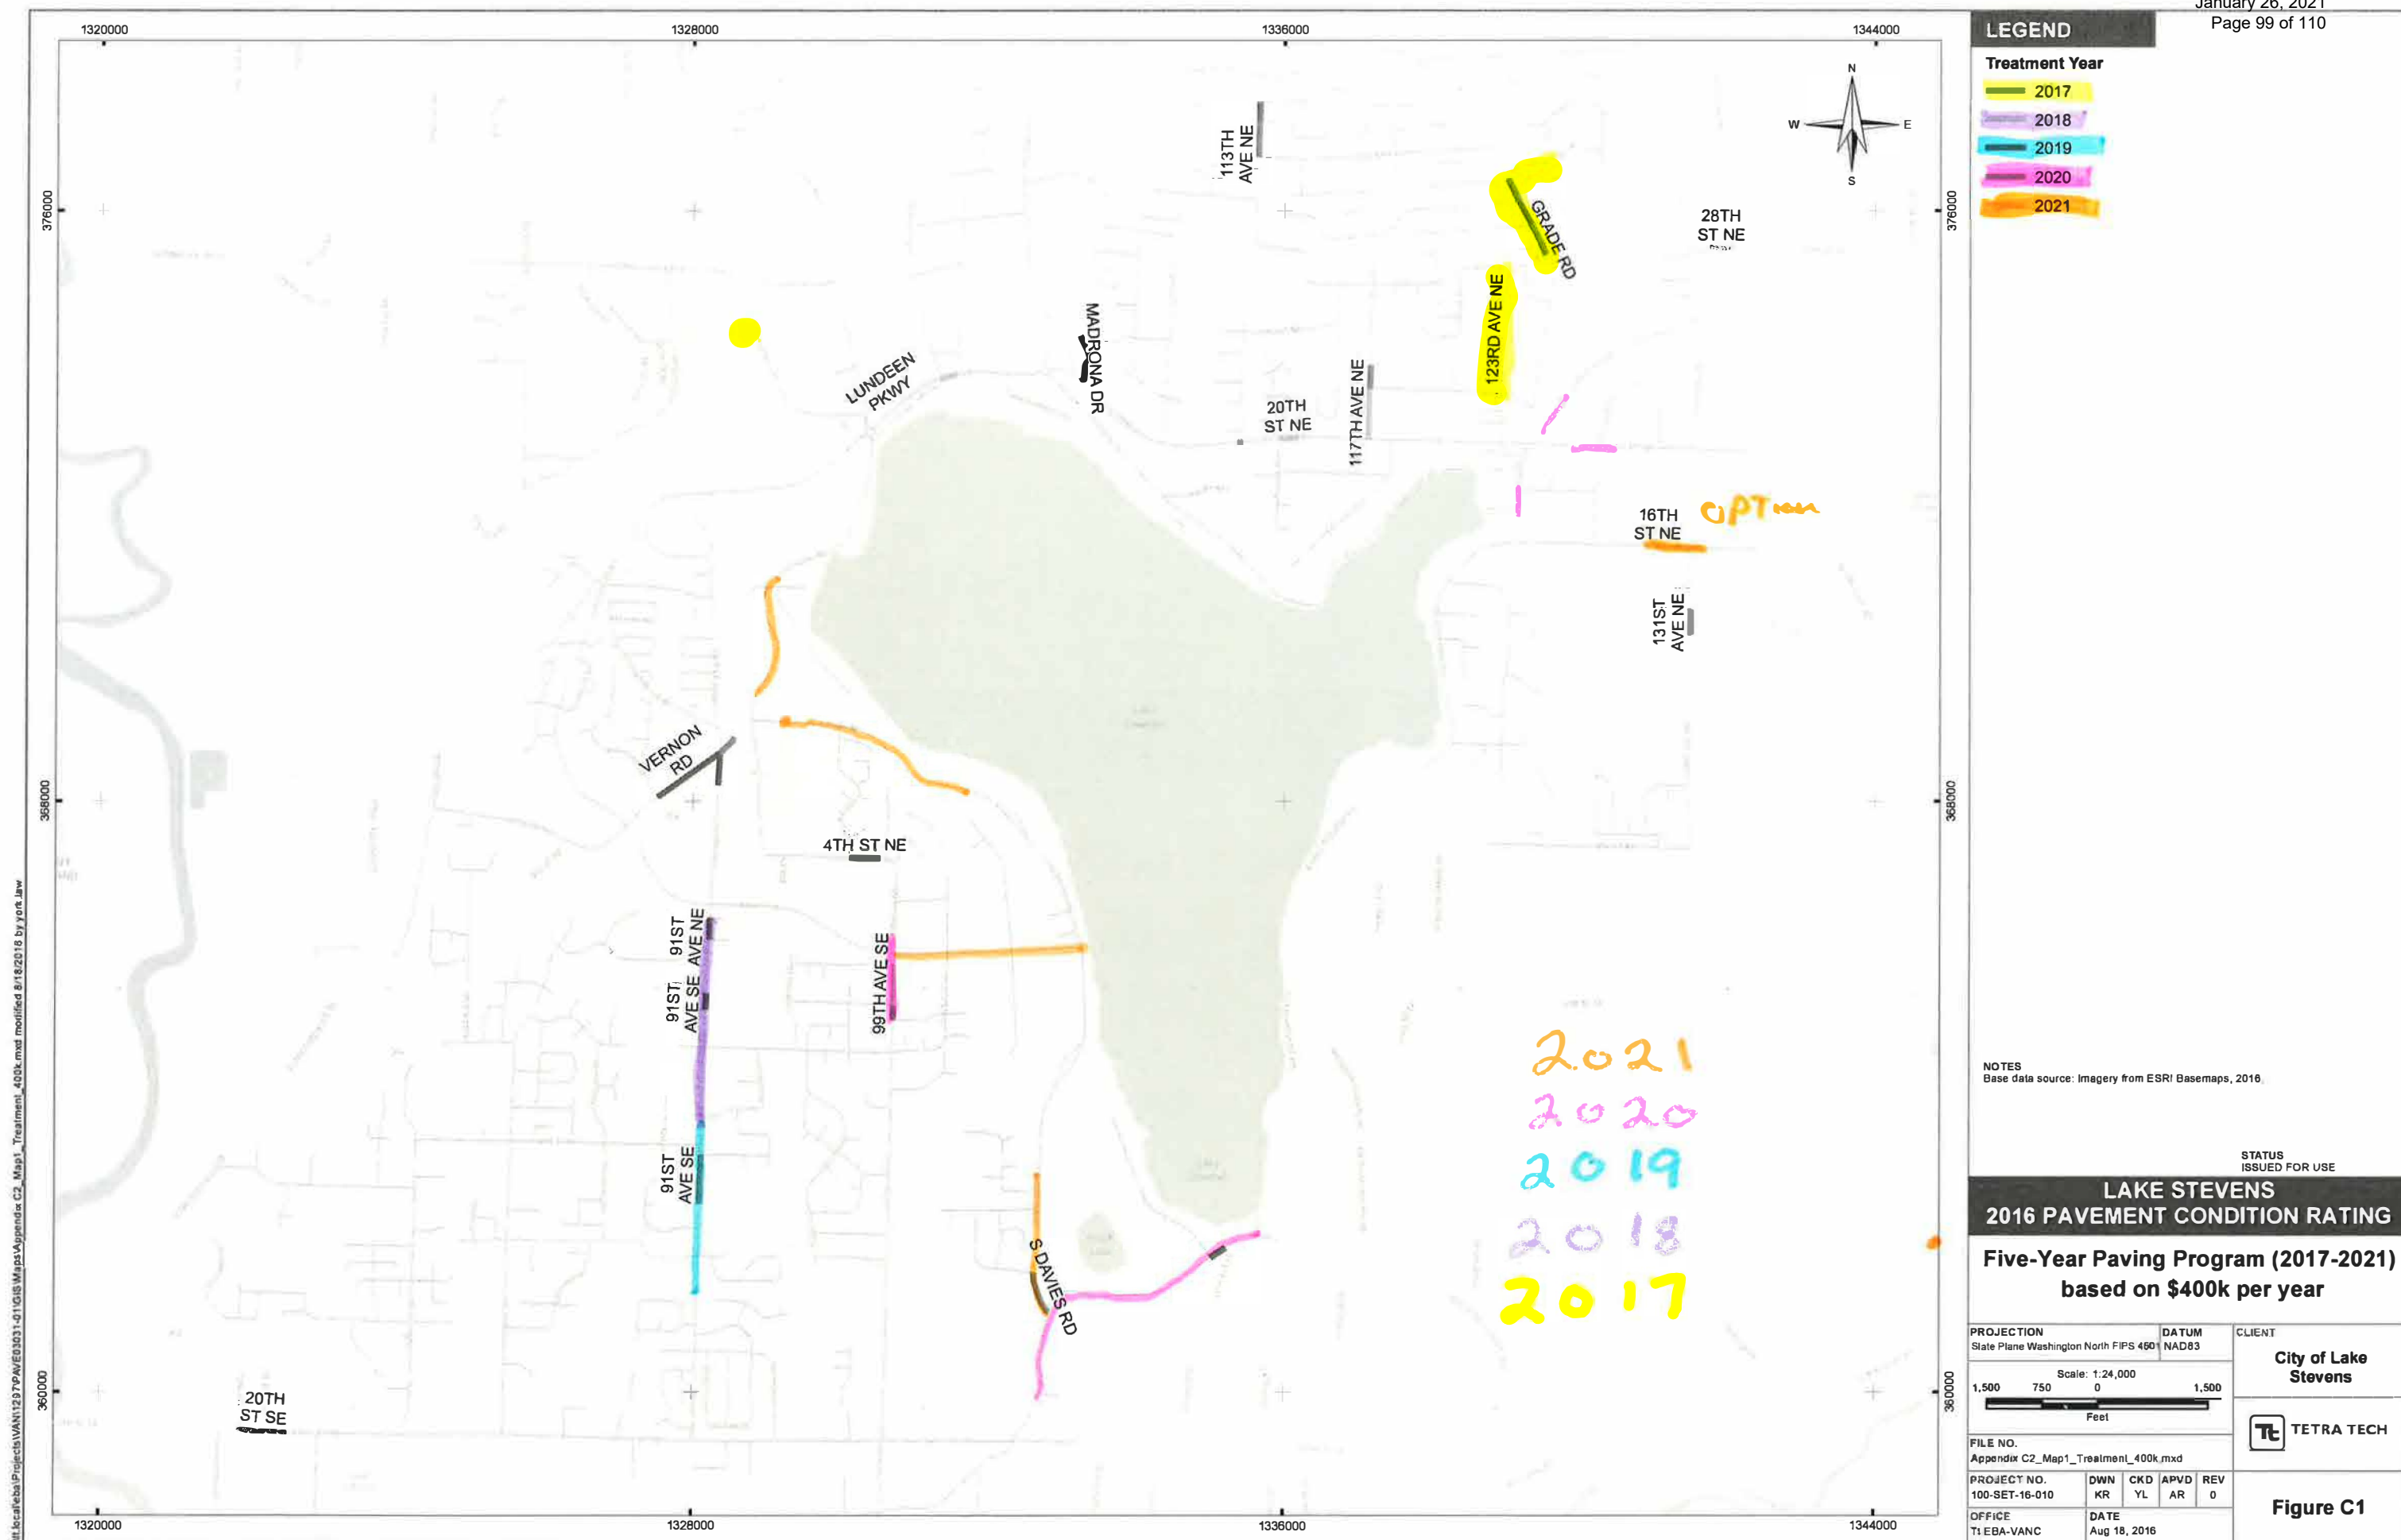 January 26, 2021
Page 99 of 110
1320000
1328000
1336000
1344000
LEGEND
Treatment Year
2017
2018
2019
2020
2021
N
W
E
S
376000
376000
113TH
AVE NE
GRADE RD
28TH
ST NE
123RD AVE NE
MADRONA DR
LUNDEEN
PKWY
20TH
ST NE
117TH AVE NE
16TH
ST NE
OPTION
131ST
AVE NE
VERNON
RD
368000
368000
4TH ST NE
91ST
AVE NE
91ST
AVE SE
99TH AVE SE
91ST
AVE SE
S DAVIES RD
2021
2020
2019
2018
2017
20TH
ST SE
360000
360000
1320000
1328000
1336000
1344000
NOTES
Base data source: Imagery from ESRI Basemaps, 2016.
STATUS
ISSUED FOR USE
LAKE STEVENS
2016 PAVEMENT CONDITION RATING
Five-Year Paving Program (2017-2021)
based on $400k per year
PROJECTION
State Plane Washington North FIPS 4601
DATUM
NAD83
CLIENT
City of Lake
Stevens
Scale: 1:24,000
1,500 750 0 1,500
Feet
Tt TETRA TECH
FILE NO.
Appendix C2_Map1_Treatment_400k.mxd
PROJECT NO.
100-SET-16-010
DWN
KR
CKD
YL
APVD
AR
REV
0
OFFICE
Tt EBA-VANC
DATE
Aug 18, 2016
Figure C1